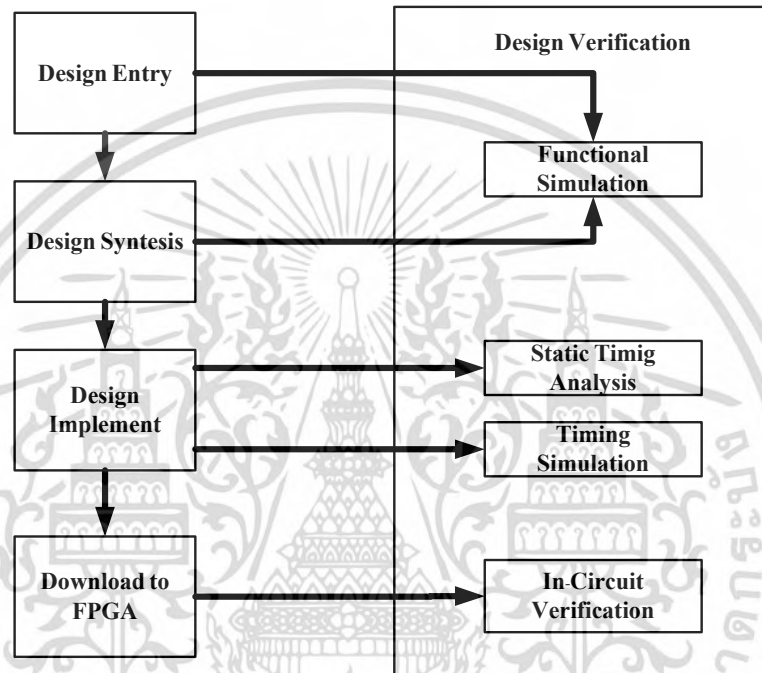 Design Entry
Design Verification
Functional
Simulation
Design Syntesis
Design
Implement
Static Timig
Analysis
Timing
Simulation
Download to
FPGA
In-Circuit
Verification